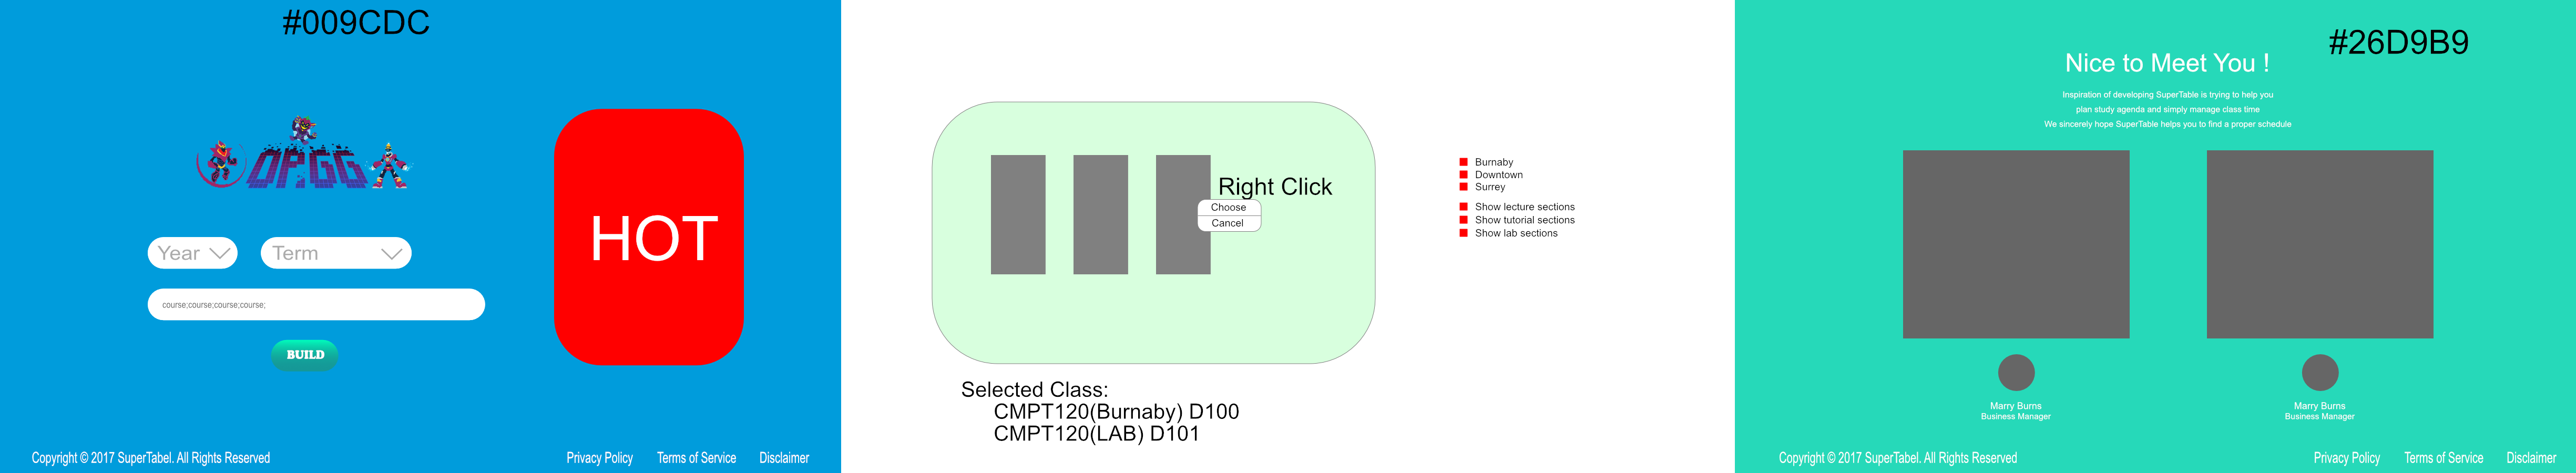 #009CDC
OP.GG
HOT
Year
Term
course;course;course;course;
BUILD
Copyright © 2017 SuperTabel. All Rights Reserved
Privacy Policy
Terms of Service
Disclaimer
Right Click
Choose
Cancel
Burnaby
Downtown
Surrey
Show lecture sections
Show tutorial sections
Show lab sections
Selected Class:
CMPT120(Burnaby) D100
CMPT120(LAB) D101
#26D9B9
Nice to Meet You !
Inspiration of developing SuperTable is trying to help you
plan study agenda and simply manage class time
We sincerely hope SuperTable helps you to find a proper schedule
Marry Burns
Business Manager
Marry Burns
Business Manager
Copyright © 2017 SuperTabel. All Rights Reserved
Privacy Policy
Terms of Service
Disclaimer